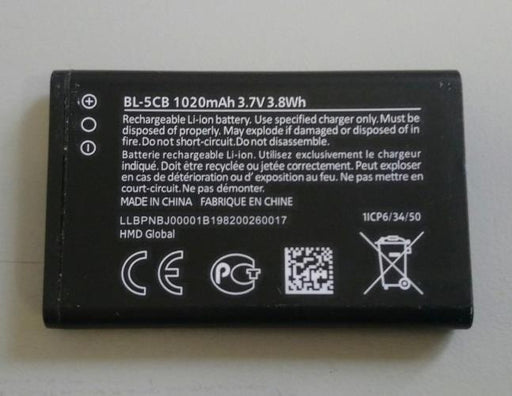 BL-5CB 1020mAh 3.7V 3.8Wh
Rechargeable Li-ion battery. Use specified charger only. Must be
disposed of properly. May explode if damaged or disposed of in
fire. Do not short-circuit. Do not disassemble.
Batterie rechargeable Li-ion. Utilisez exclusivement le chargeur
indiqué. Doit être recyclée ou jetée correctement. Peut exploser
en cas de détérioration ou d' exposition au feu. Ne pas mettre en
court-circuit. Ne pas démonter.
MADE IN CHINA FABRIQUÉ EN CHINE
LLBPNBJ00001B198200260017
1ICP6/34/50
HMD Global
CE PCT